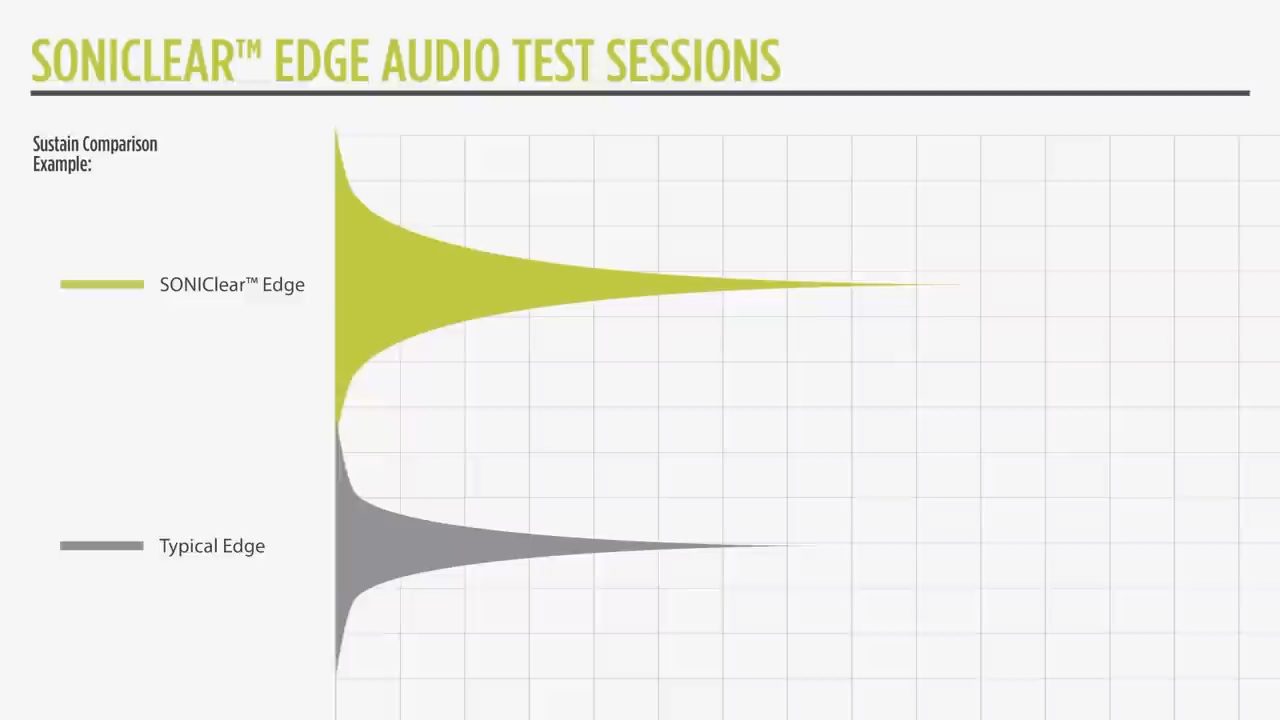 SONICLEAR™ EDGE AUDIO TEST SESSIONS
Sustain Comparison
Example:
SONIClear™ Edge
Typical Edge